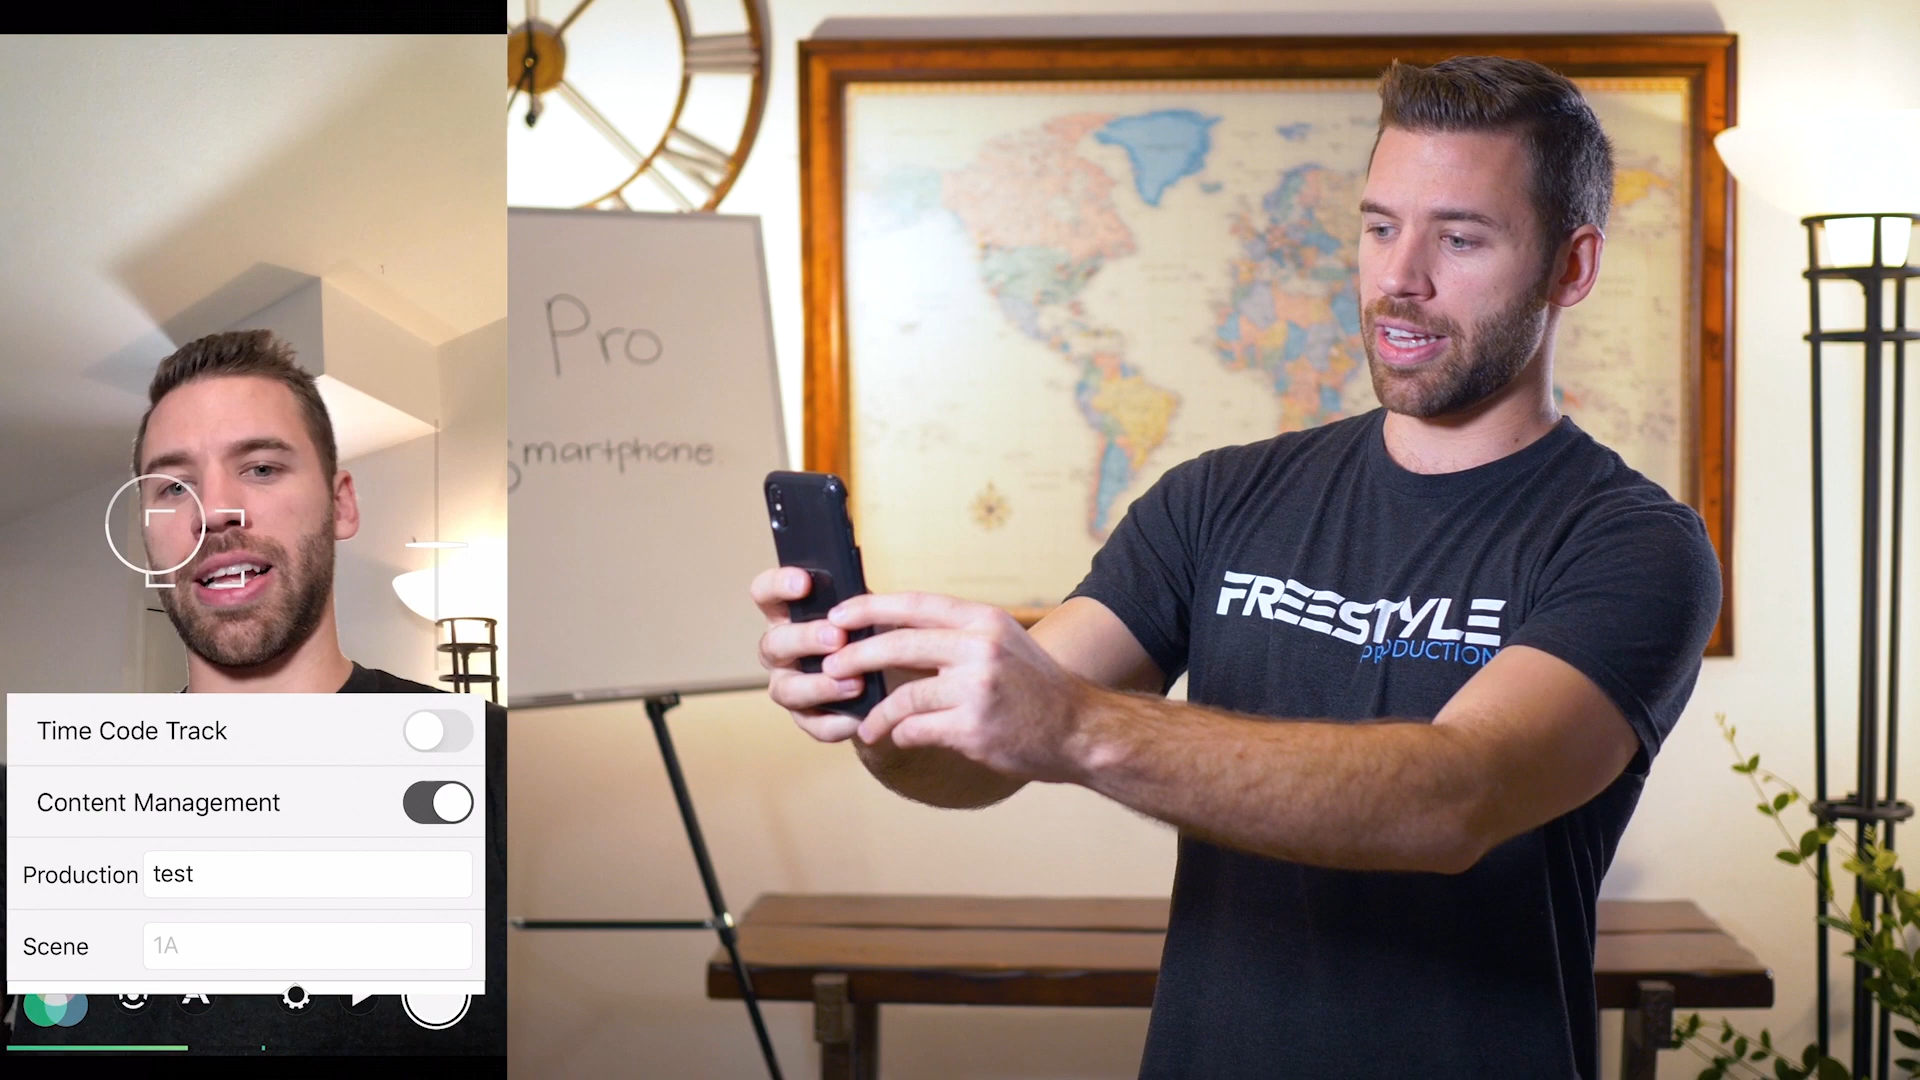 Pro
Smartphone
FREESTYLE
PRODUCTION
Time Code Track
Content Management
Production
test
Scene
1A